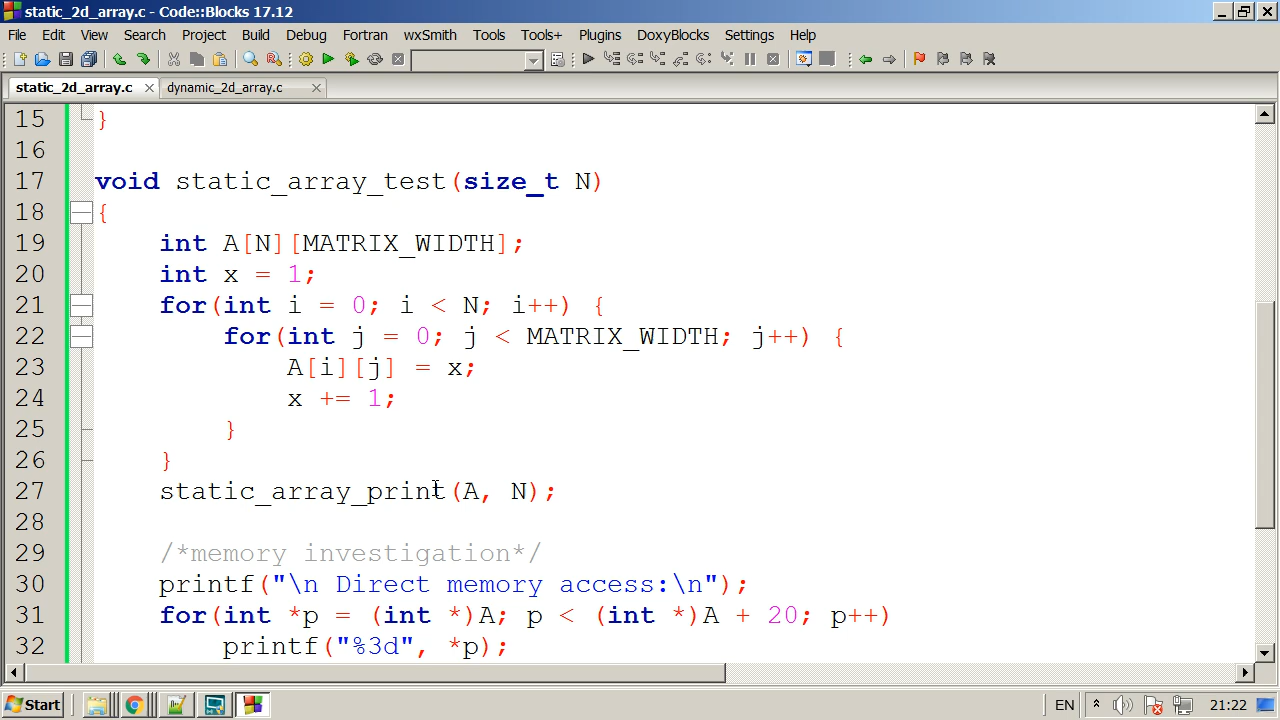 static_2d_array.c - Code::Blocks 17.12
File Edit View Search Project Build Debug Fortran wxSmith Tools Tools+ Plugins DoxyBlocks Settings Help
static_2d_array.c dynamic_2d_array.c
15 }
16
17 void static_array_test(size_t N)
18 {
19 int A[N][MATRIX_WIDTH];
20 int x = 1;
21 for(int i = 0; i < N; i++) {
22 for(int j = 0; j < MATRIX_WIDTH; j++) {
23 A[i][j] = x;
24 x += 1;
25 }
26 }
27 static_array_print(A, N);
28
29 /*memory investigation*/
30 printf("\n Direct memory access:\n");
31 for(int *p = (int *)A; p < (int *)A + 20; p++)
32 printf("%3d", *p);
Start EN 21:22